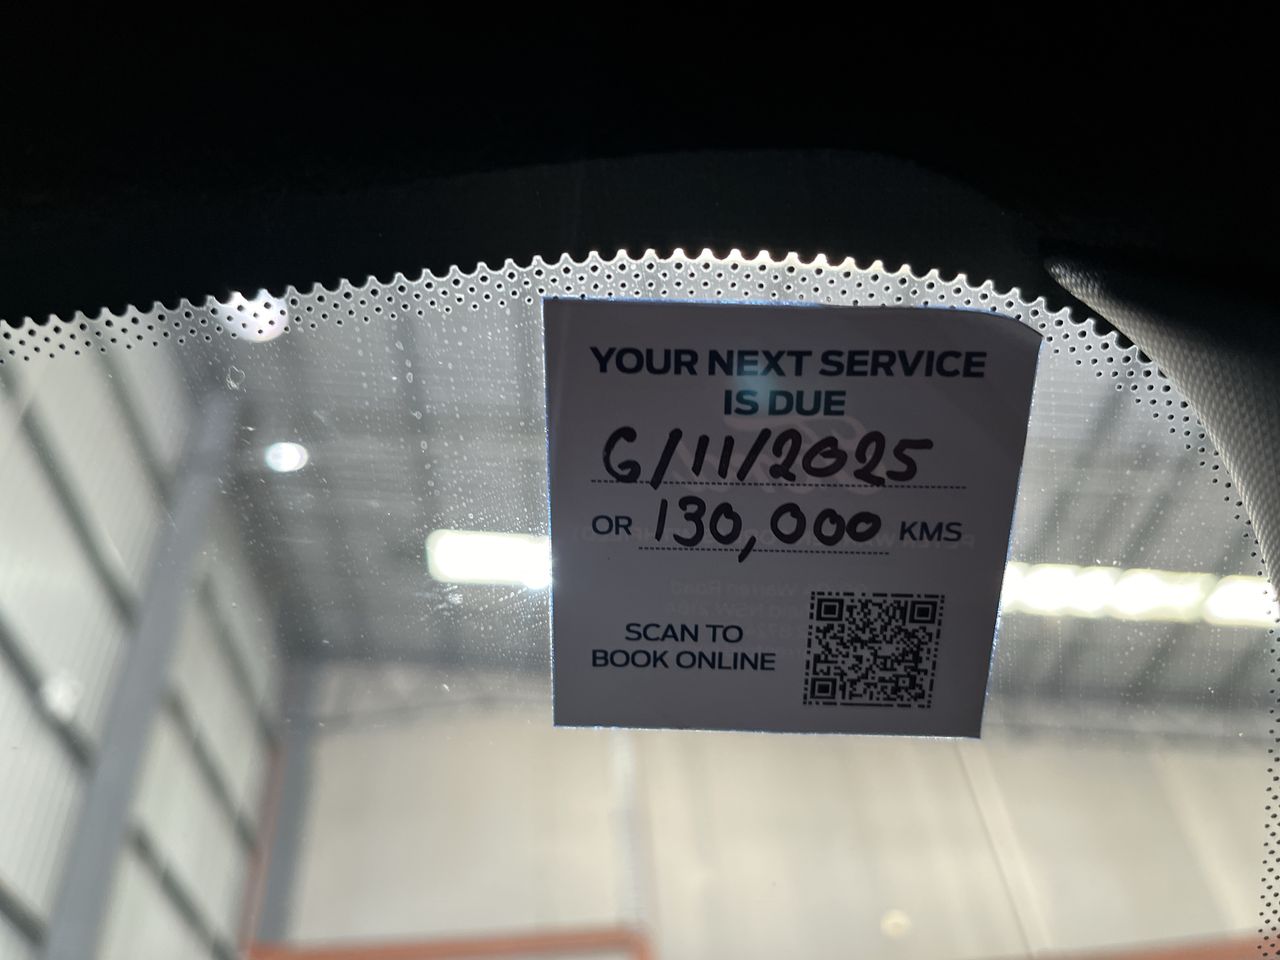 YOUR NEXT SERVICE
IS DUE
6/11/2025
OR 130,000 KMS
SCAN TO
BOOK ONLINE